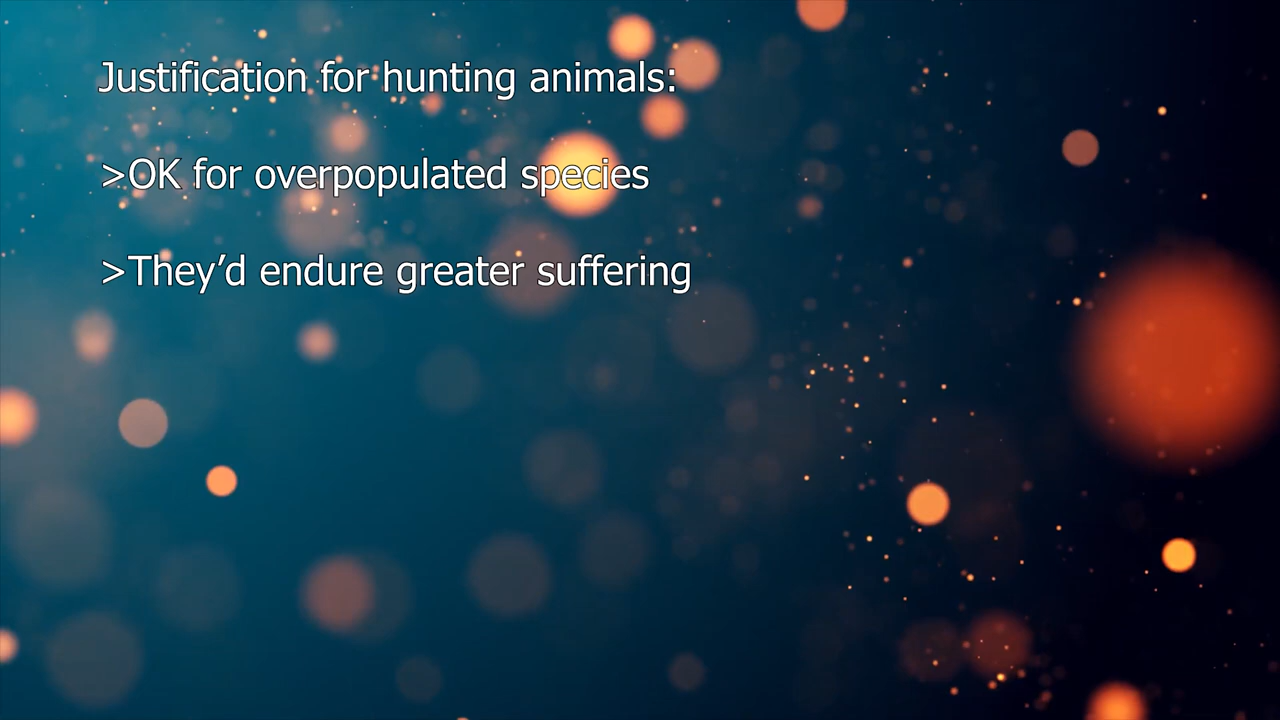 Justification for hunting animals:
>OK for overpopulated species
>They’d endure greater suffering